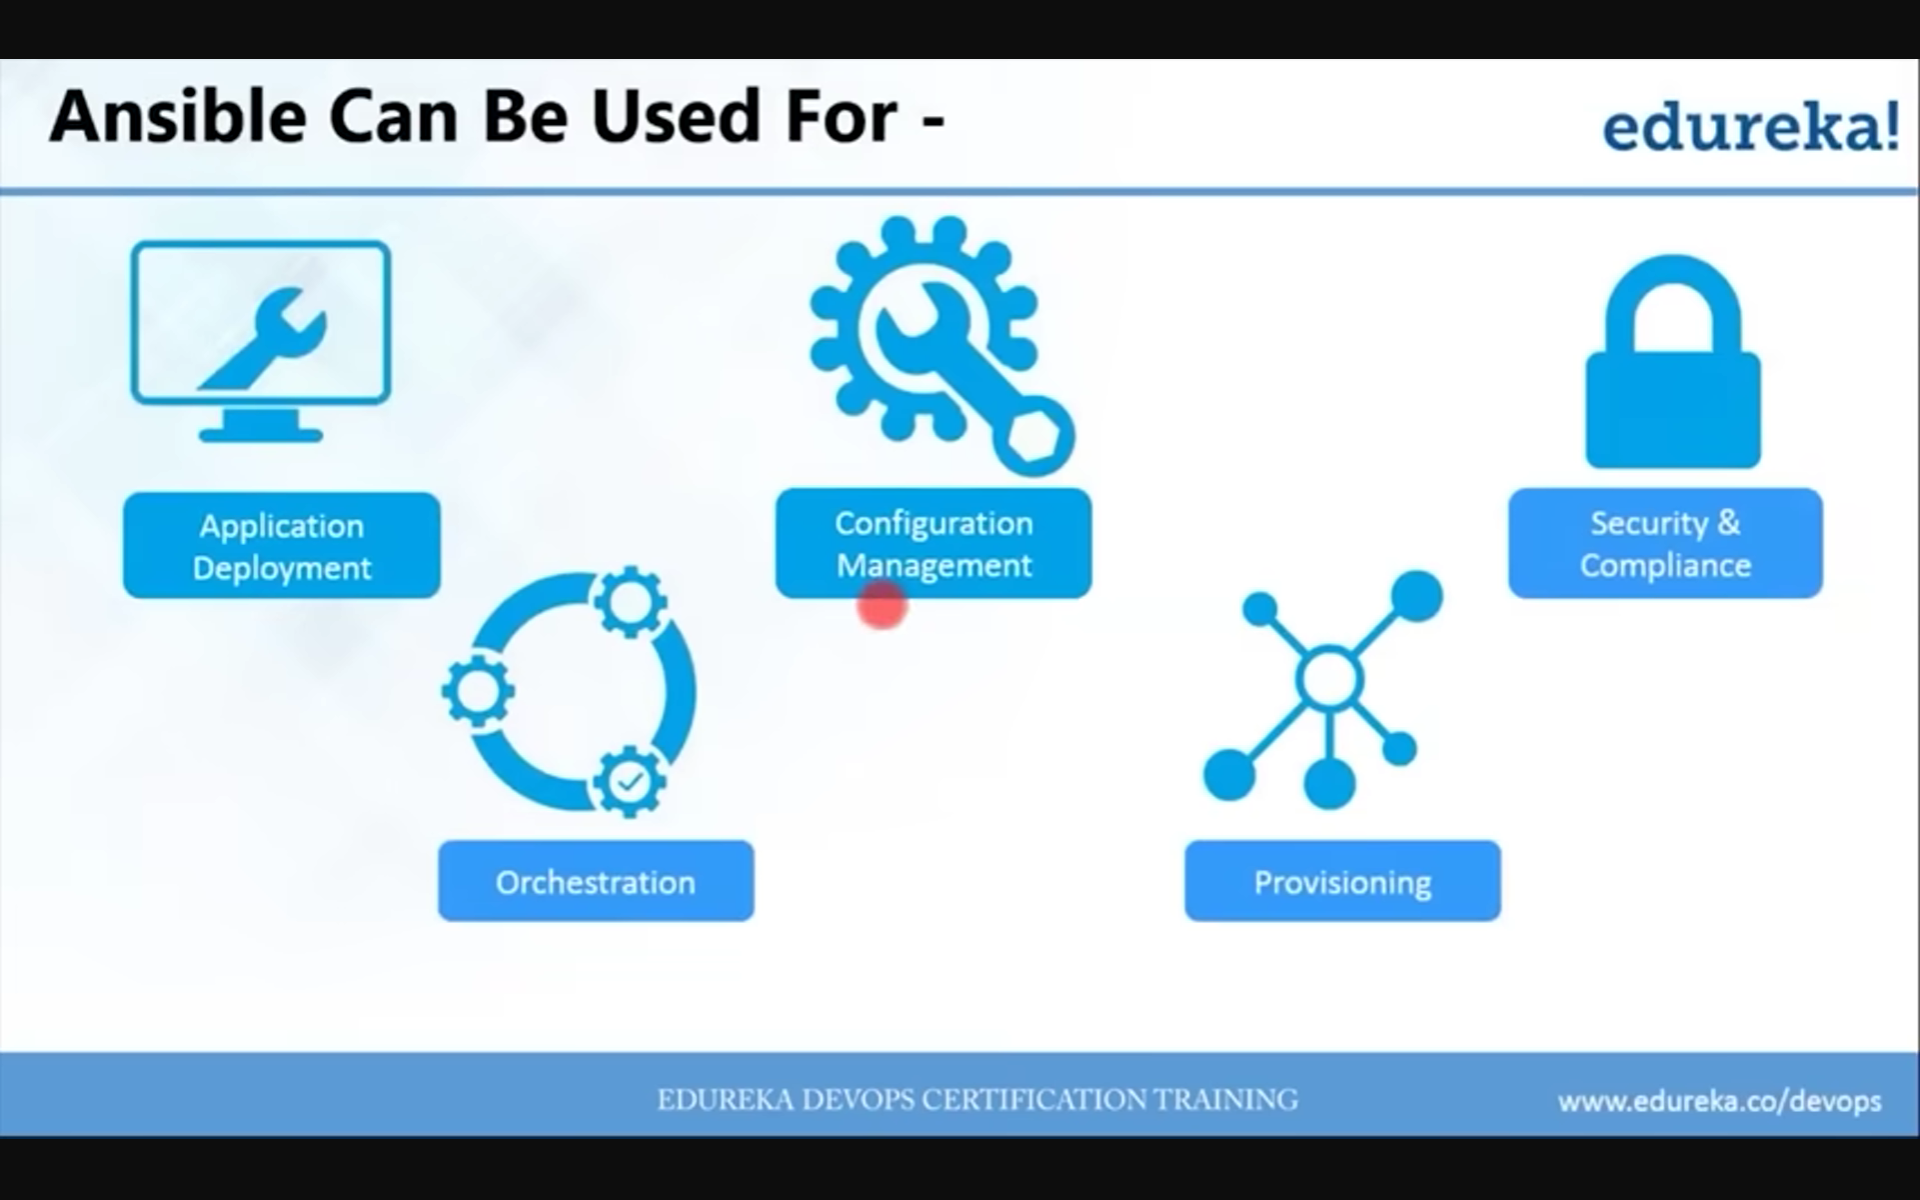 Ansible Can Be Used For -
edureka!
Application
Deployment
Configuration
Management
Security &
Compliance
Orchestration
Provisioning
EDUREKA DEVOPS CERTIFICATION TRAINING
www.edureka.co/devops